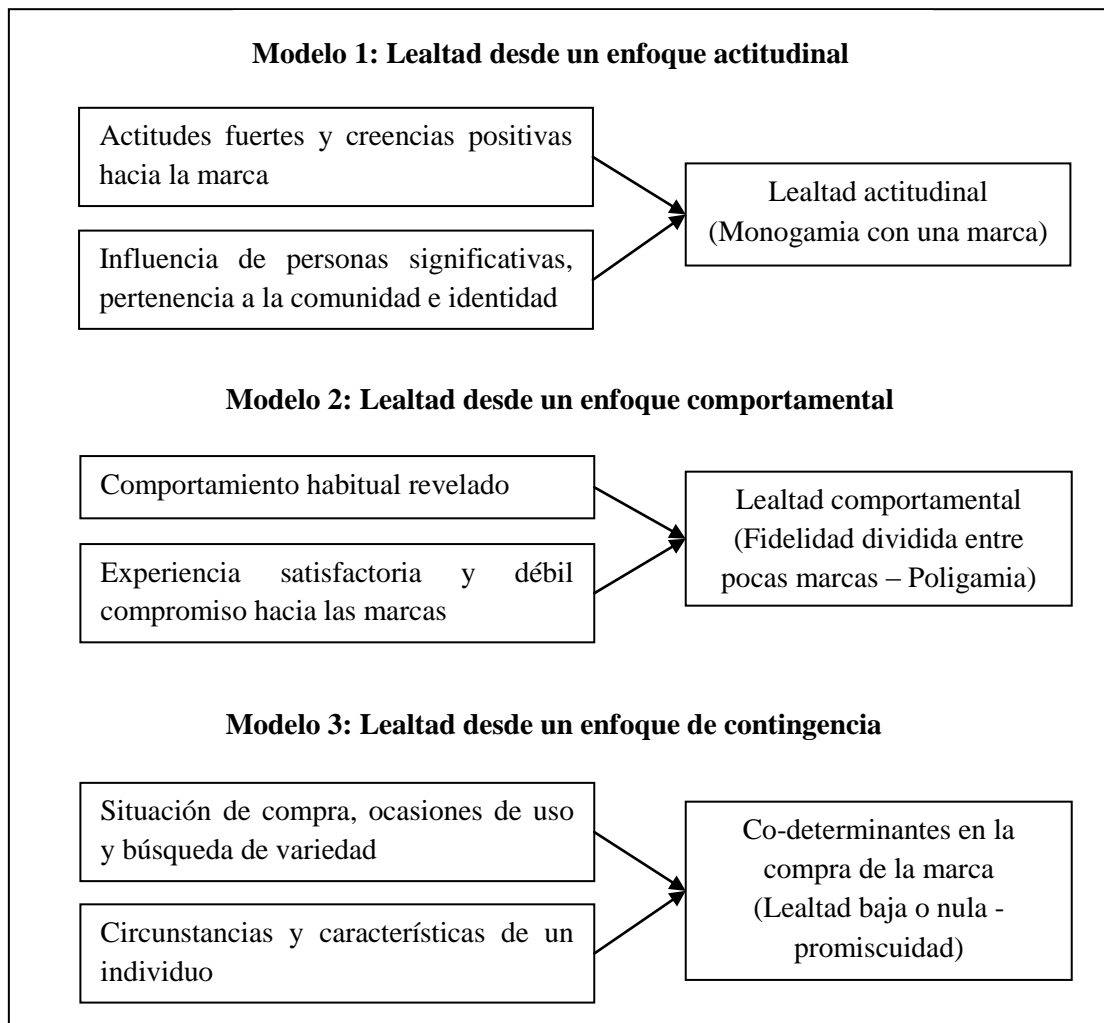 Modelo 1: Lealtad desde un enfoque actitudinal
Actitudes fuertes y creencias positivas
hacia la marca
Influencia de personas significativas,
pertenencia a la comunidad e identidad
Lealtad actitudinal
(Monogamia con una marca)
Modelo 2: Lealtad desde un enfoque comportamental
Comportamiento habitual revelado
Experiencia satisfactoria y débil
compromiso hacia las marcas
Lealtad comportamental
(Fidelidad dividida entre
pocas marcas – Poligamia)
Modelo 3: Lealtad desde un enfoque de contingencia
Situación de compra, ocasiones de uso
y búsqueda de variedad
Circunstancias y características de un
individuo
Co-determinantes en la
compra de la marca
(Lealtad baja o nula -
promiscuidad)